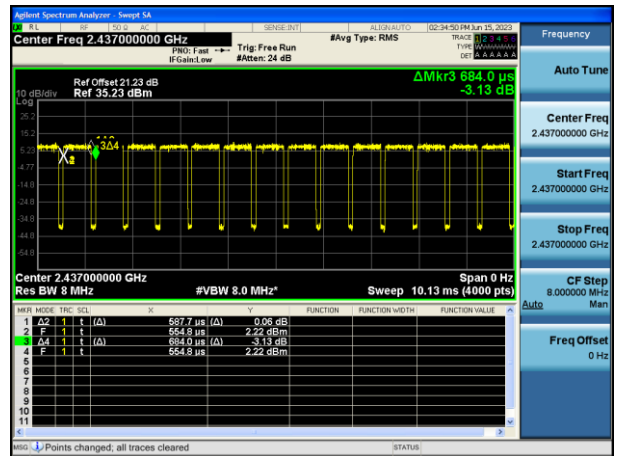 Agilent Spectrum Analyzer - Swept SA
RL RF 50 Ω AC SENSE:INT ALIGNAUTO 02:34:50 PM Jun 15, 2023
Center Freq 2.437000000 GHz #Avg Type: RMS TRACE 1 2 3 4 5 6
PNO: Fast Trig: Free Run TYPE
IFGain:Low #Atten: 24 dB DET A A A A A A
Ref Offset 21.23 dB ΔMkr3 684.0 µs
10 dB/div Ref 35.23 dBm -3.13 dB
Log
25.2
15.2
5.23
-4.77
-14.8
-24.8
-34.8
-44.8
-54.8
3Δ4
Center 2.437000000 GHz Span 0 Hz
Res BW 8 MHz #VBW 8.0 MHz* Sweep 10.13 ms (4000 pts)
MKR MODE TRC SCL X Y FUNCTION FUNCTION WIDTH FUNCTION VALUE
1 Δ2 1 t (Δ) 587.7 µs (Δ) 0.06 dB
2 F 1 t 554.8 µs 2.22 dBm
3 Δ4 1 t (Δ) 684.0 µs (Δ) -3.13 dB
4 F 1 t 554.8 µs 2.22 dBm
5
6
7
8
9
10
11
MSG Points changed; all traces cleared STATUS
Frequency
Auto Tune
Center Freq
2.437000000 GHz
Start Freq
2.437000000 GHz
Stop Freq
2.437000000 GHz
CF Step
8.000000 MHz
Auto Man
Freq Offset
0 Hz